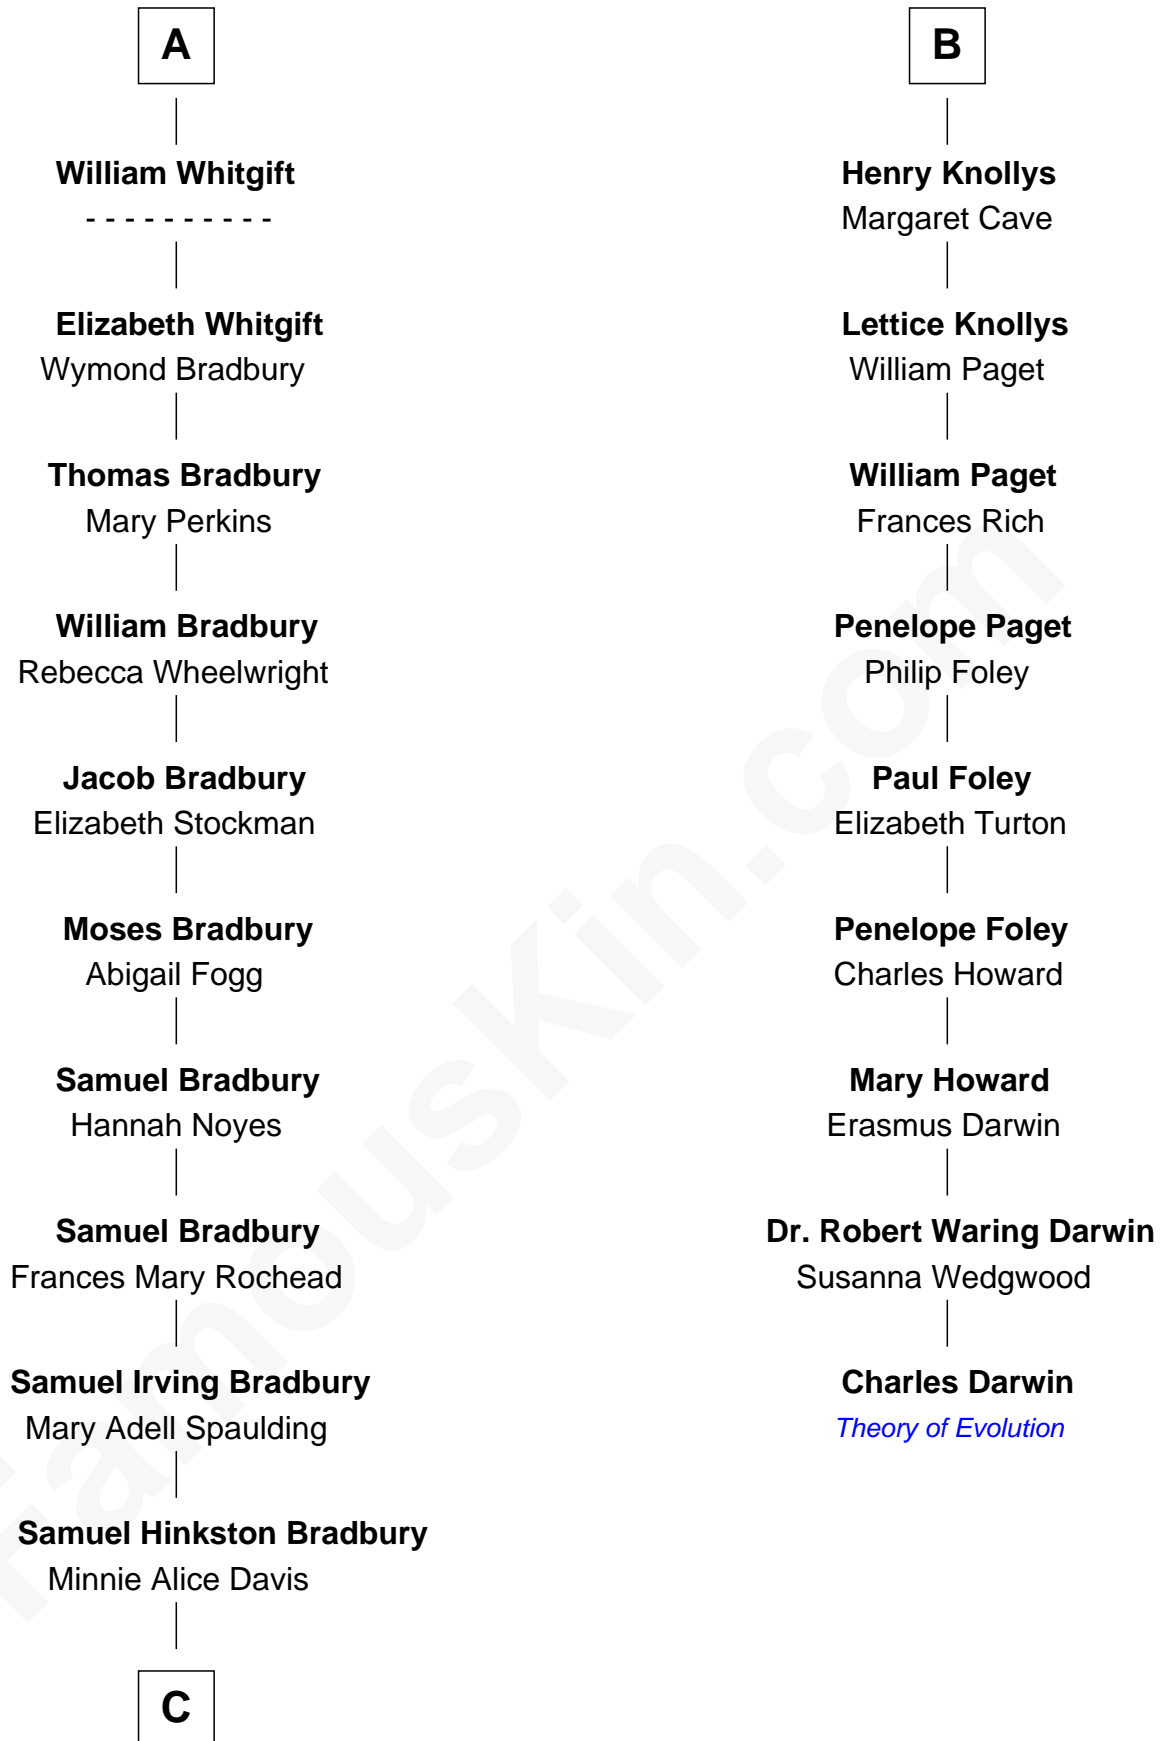 A
William Whitgift
- - - - - - - - - -
Elizabeth Whitgift
Wymond Bradbury
Thomas Bradbury
Mary Perkins
William Bradbury
Rebecca Wheelwright
Jacob Bradbury
Elizabeth Stockman
Moses Bradbury
Abigail Fogg
Samuel Bradbury
Hannah Noyes
Samuel Bradbury
Frances Mary Rochead
Samuel Irving Bradbury
Mary Adell Spaulding
Samuel Hinkston Bradbury
Minnie Alice Davis
C
B
Henry Knollys
Margaret Cave
Lettice Knollys
William Paget
William Paget
Frances Rich
Penelope Paget
Philip Foley
Paul Foley
Elizabeth Turton
Penelope Foley
Charles Howard
Mary Howard
Erasmus Darwin
Dr. Robert Waring Darwin
Susanna Wedgwood
Charles Darwin
Theory of Evolution
FamousKin.com